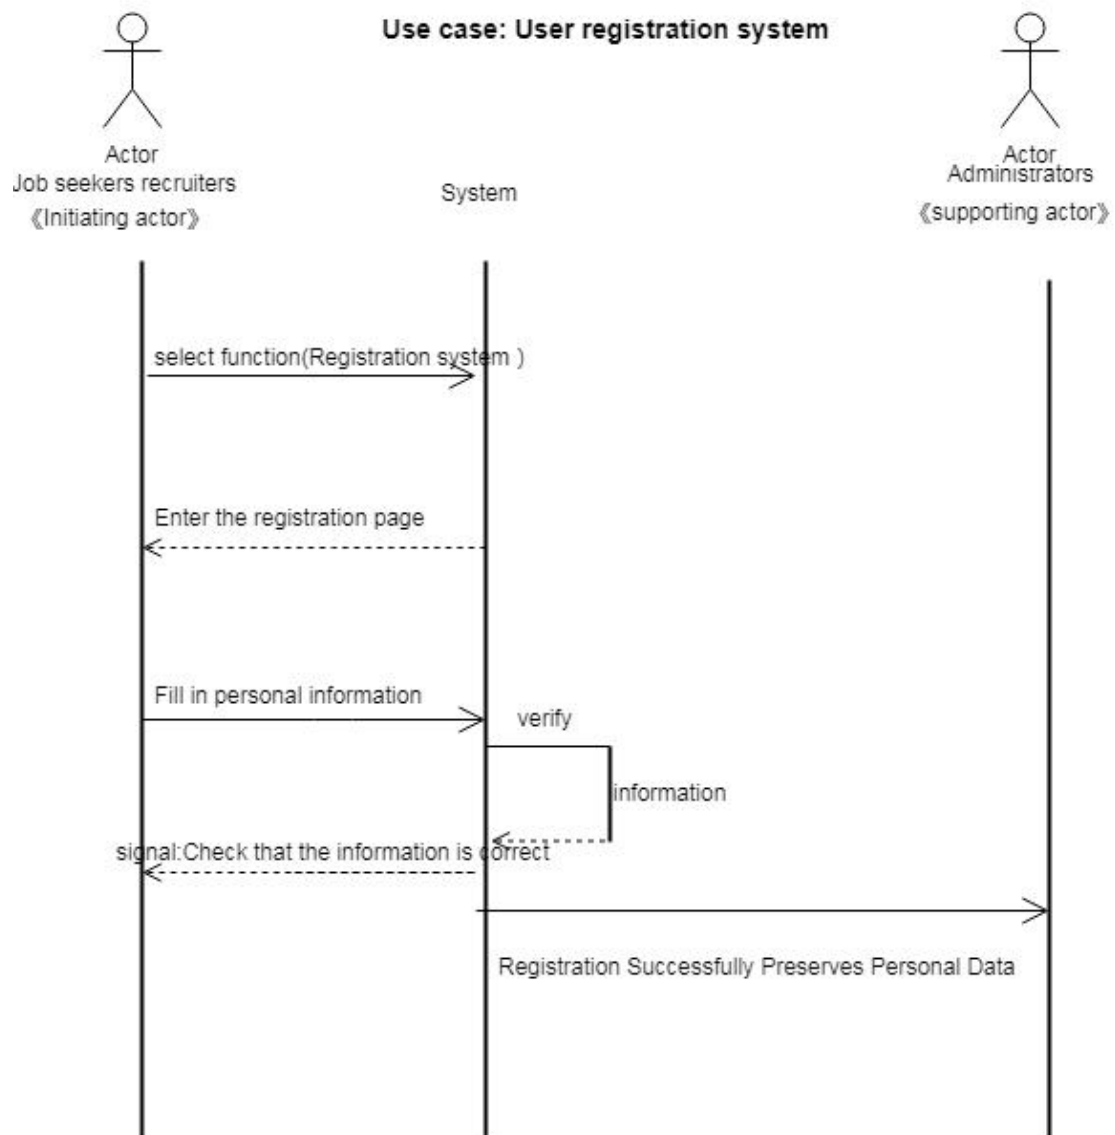 Use case: User registration system
Actor
Job seekers recruiters
《Initiating actor》
System
Actor
Administrators
《supporting actor》
select function(Registration system )
Enter the registration page
Fill in personal information
verify
information
signal:Check that the information is correct
Registration Successfully Preserves Personal Data